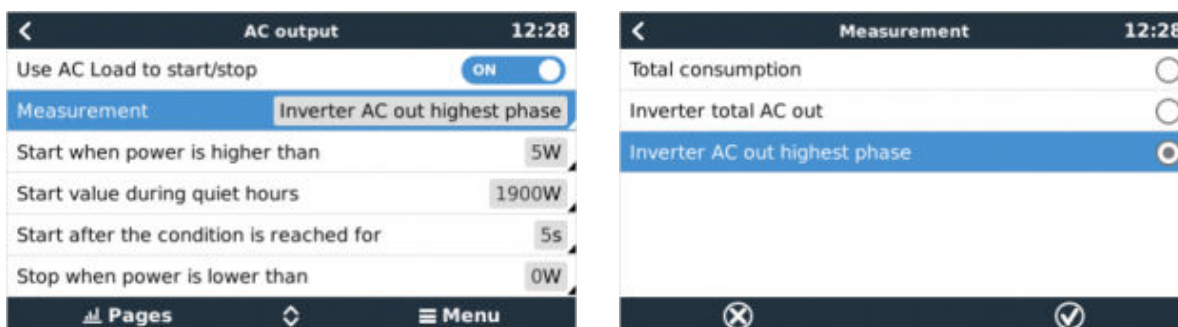 AC output 12:28
Use AC Load to start/stop ON
Measurement Inverter AC out highest phase
Start when power is higher than 5W
Start value during quiet hours 1900W
Start after the condition is reached for 5s
Stop when power is lower than 0W
Pages Menu
Measurement 12:28
Total consumption
Inverter total AC out
Inverter AC out highest phase